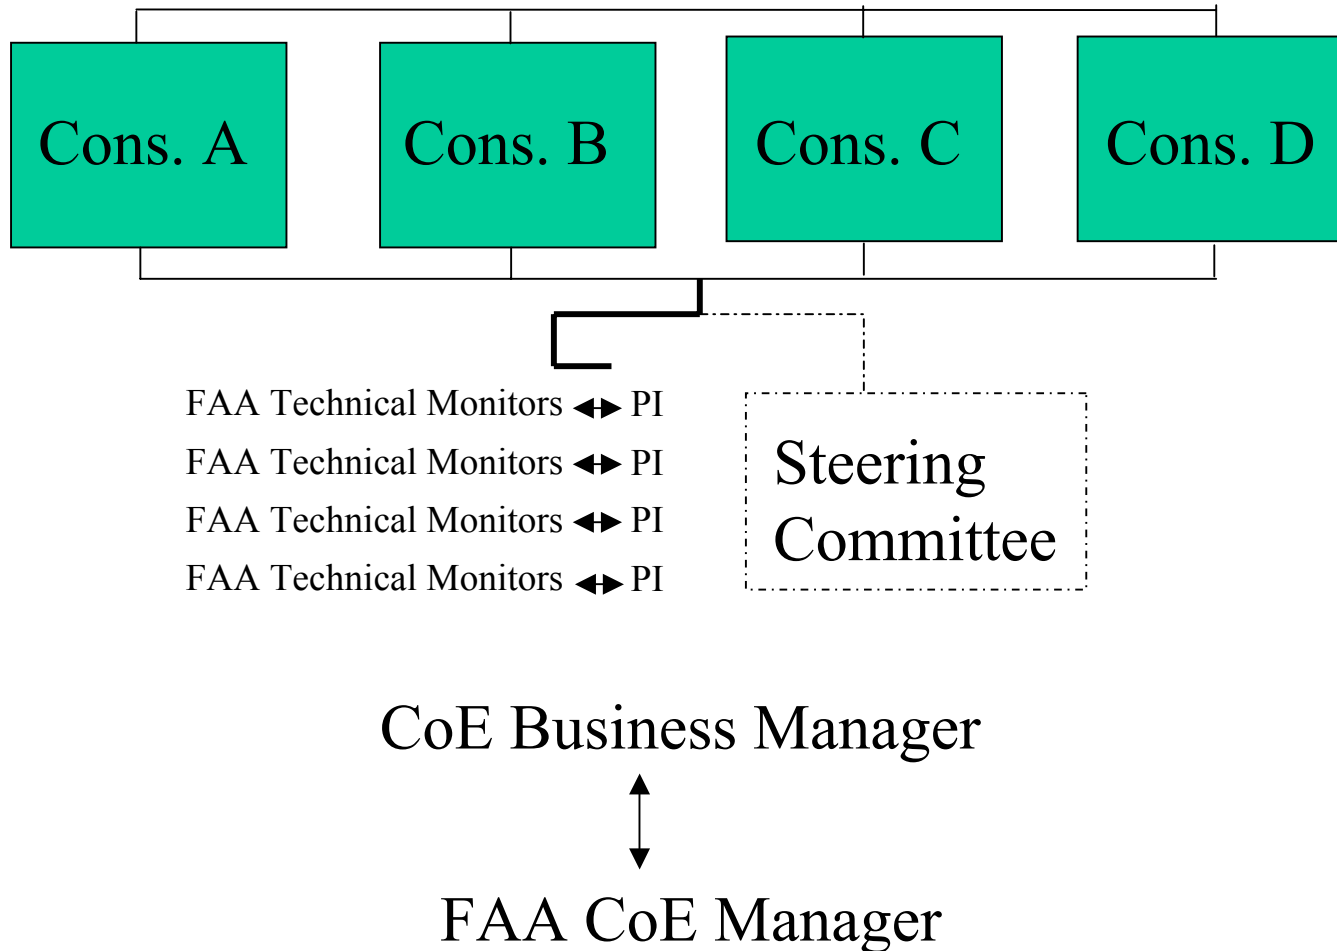 Cons. A
Cons. B
Cons. C
Cons. D
FAA Technical Monitors PI
FAA Technical Monitors PI
FAA Technical Monitors PI
FAA Technical Monitors PI
Steering
Committee
CoE Business Manager
FAA CoE Manager